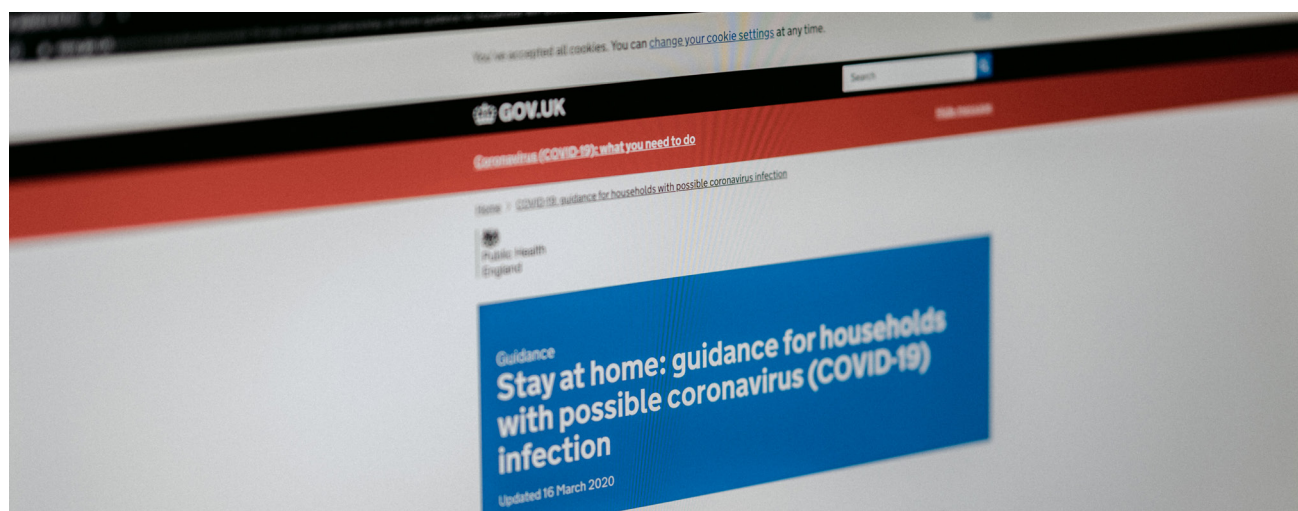 You've accepted all cookies. You can change your cookie settings at any time.
GOV.UK
Search
Coronavirus (COVID-19): what you need to do
Home > COVID-19: guidance for households with possible coronavirus infection
Public Health
England
Guidance
Stay at home: guidance for households
with possible coronavirus (COVID-19)
infection
Updated 16 March 2020